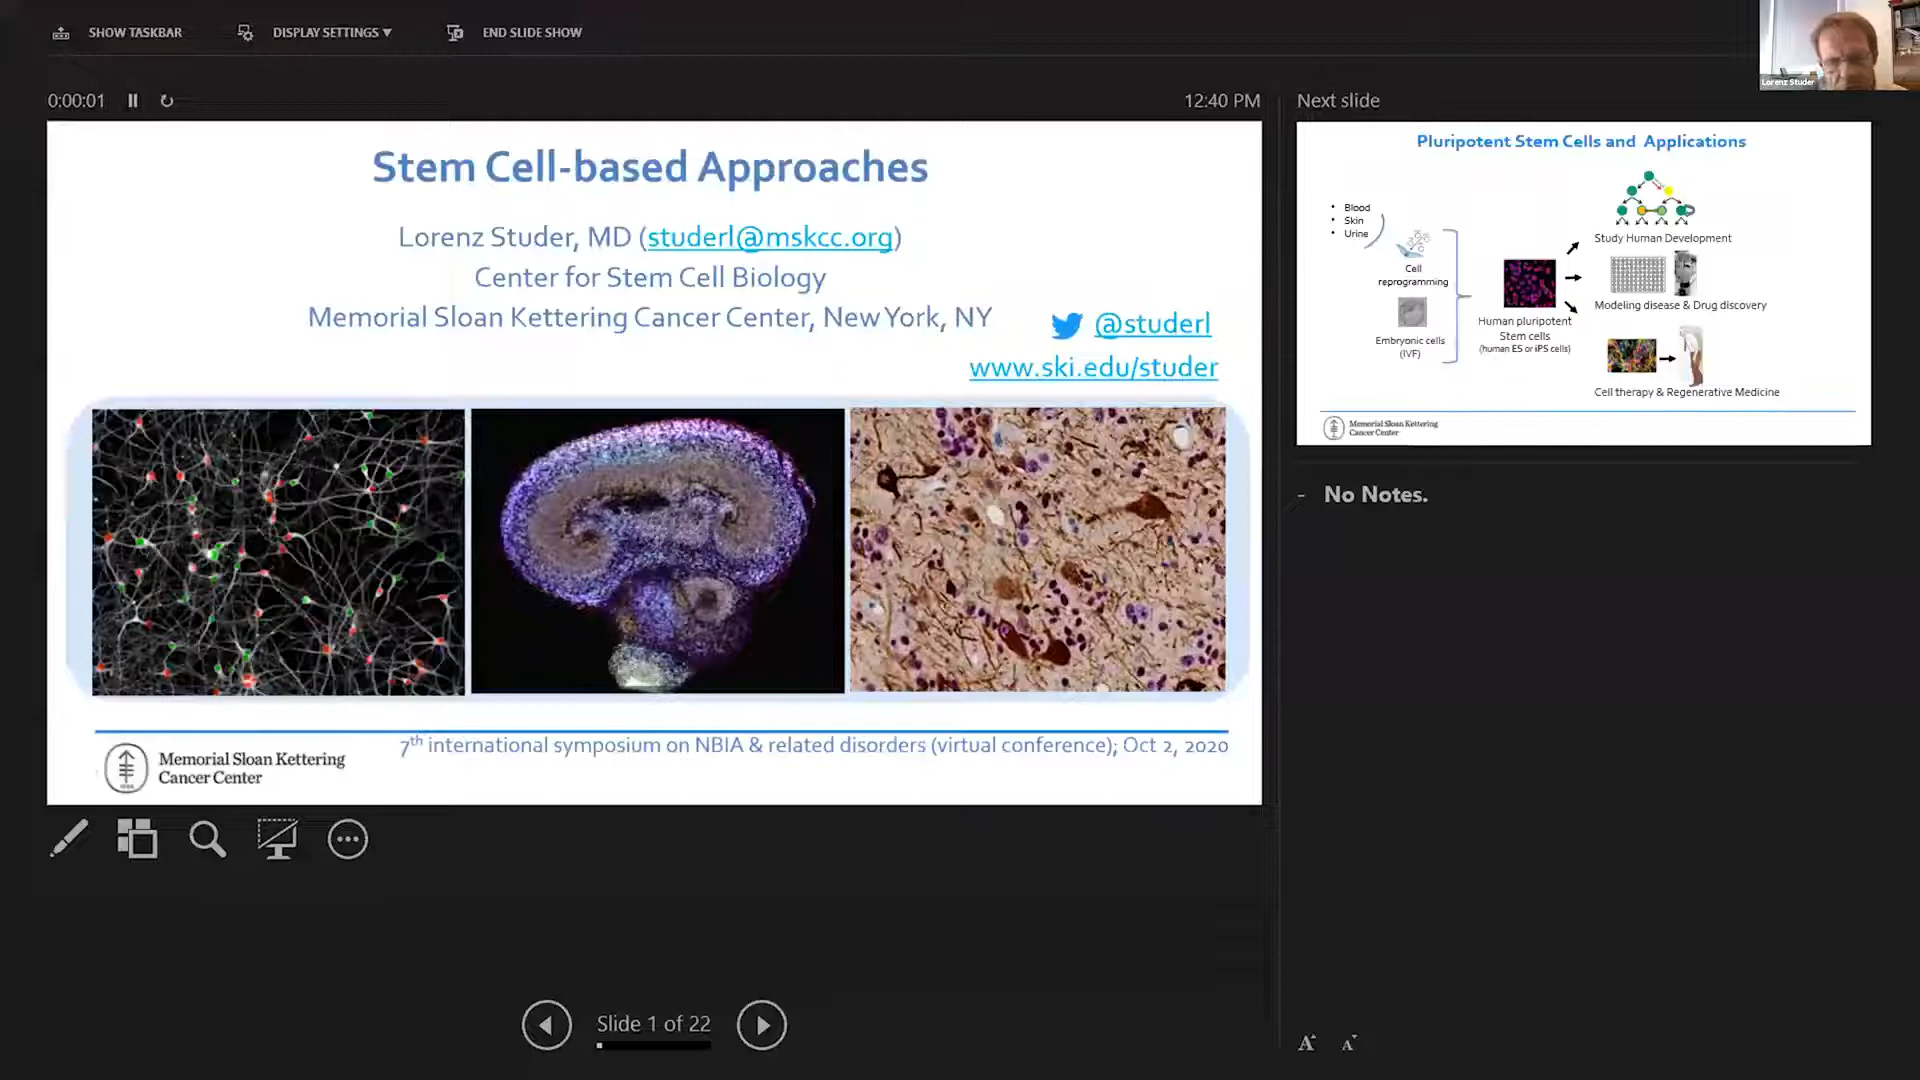 SHOW TASKBAR
DISPLAY SETTINGS ▼
END SLIDE SHOW
Lorenz Studer
0:00:01
12:40 PM
Next slide
Stem Cell-based Approaches
Lorenz Studer, MD (studerl@mskcc.org)
Center for Stem Cell Biology
Memorial Sloan Kettering Cancer Center, New York, NY
@studerl
www.ski.edu/studer
7th international symposium on NBIA & related disorders (virtual conference); Oct 2, 2020
Memorial Sloan Kettering
Cancer Center
Pluripotent Stem Cells and Applications
• Blood
• Skin
• Urine
Cell
reprogramming
Embryonic cells
(IVF)
Human pluripotent
Stem cells
(human ES or iPS cells)
Study Human Development
Modeling disease & Drug discovery
Cell therapy & Regenerative Medicine
Memorial Sloan Kettering
Cancer Center
- No Notes.
Slide 1 of 22
A A